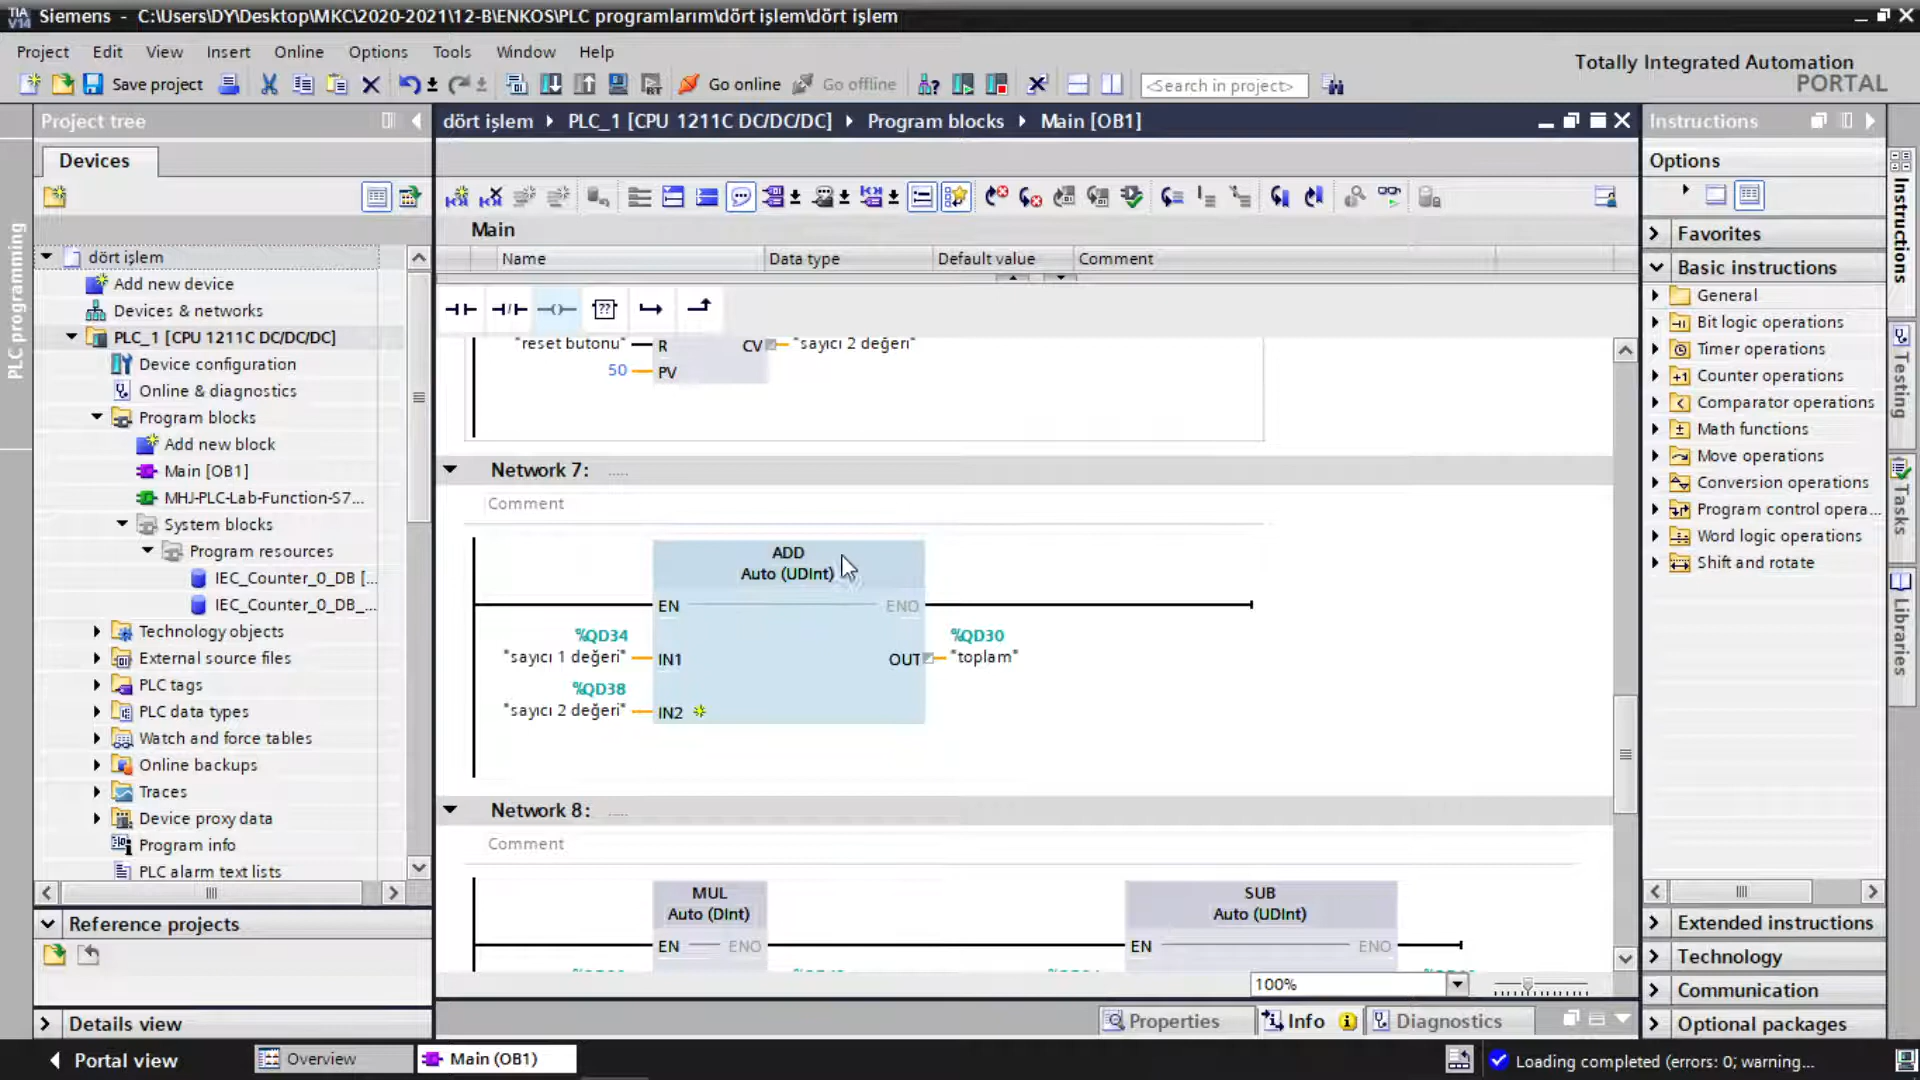 TIA V14 Siemens - C:\Users\DY\Desktop\MKC\2020-2021\12-B\ENKOS\PLC programlarım\dört işlem\dört işlem
Project Edit View Insert Online Options Tools Window Help
Totally Integrated Automation
PORTAL
Save project Go online Go offline <Search in project>
Project tree
dört işlem PLC_1 [CPU 1211C DC/DC/DC] Program blocks Main [OB1]
Instructions
Devices
Options
PLC programming
Main
Name Data type Default value Comment
dört işlem
Add new device
Devices & networks
PLC_1 [CPU 1211C DC/DC/DC]
Device configuration
Online & diagnostics
Program blocks
Add new block
Main [OB1]
MHJ-PLC-Lab-Function-S7...
System blocks
Program resources
IEC_Counter_0_DB [...
IEC_Counter_0_DB_...
Technology objects
External source files
PLC tags
PLC data types
Watch and force tables
Online backups
Traces
Device proxy data
Program info
PLC alarm text lists
Reference projects
Details view
??
"reset butonu" R CV "sayıcı 2 değeri"
50 PV
Network 7: .....
Comment
ADD
Auto (UDInt)
EN ENO
%QD34 %QD30
"sayıcı 1 değeri" IN1 OUT "toplam"
%QD38
"sayıcı 2 değeri" IN2
Network 8: .....
Comment
MUL SUB
Auto (DInt) Auto (UDInt)
EN ENO EN ENO
100%
Properties Info Diagnostics
Favorites
Basic instructions
General
Bit logic operations
Timer operations
Counter operations
Comparator operations
Math functions
Move operations
Conversion operations
Program control opera...
Word logic operations
Shift and rotate
Extended instructions
Technology
Communication
Optional packages
Instructions
Testing
Tasks
Libraries
Portal view Overview Main (OB1) Loading completed (errors: 0; warning...